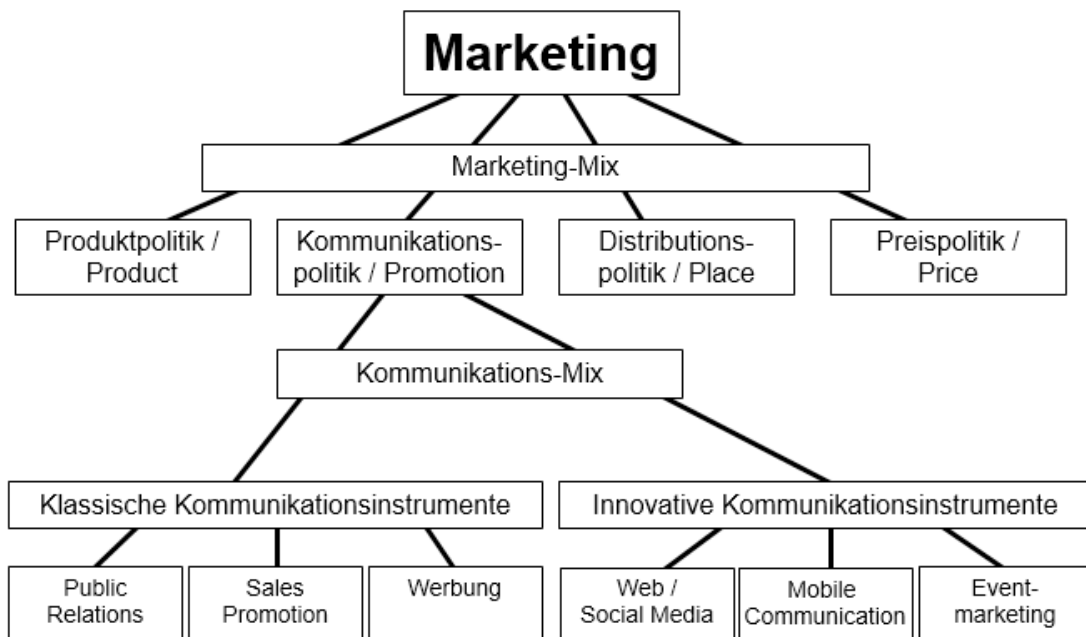 Marketing
Marketing-Mix
Produktpolitik /
Product
Kommunikations-
politik / Promotion
Distributions-
politik / Place
Preispolitik /
Price
Kommunikations-Mix
Klassische Kommunikationsinstrumente
Innovative Kommunikationsinstrumente
Public
Relations
Sales
Promotion
Werbung
Web /
Social Media
Mobile
Communication
Event-
marketing